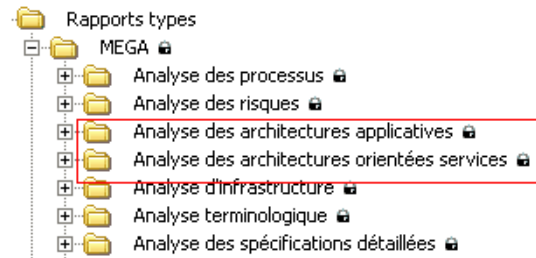 Rapports types
MEGA
Analyse des processus
Analyse des risques
Analyse des architectures applicatives
Analyse des architectures orientées services
Analyse d'infrastructure
Analyse terminologique
Analyse des spécifications détaillées